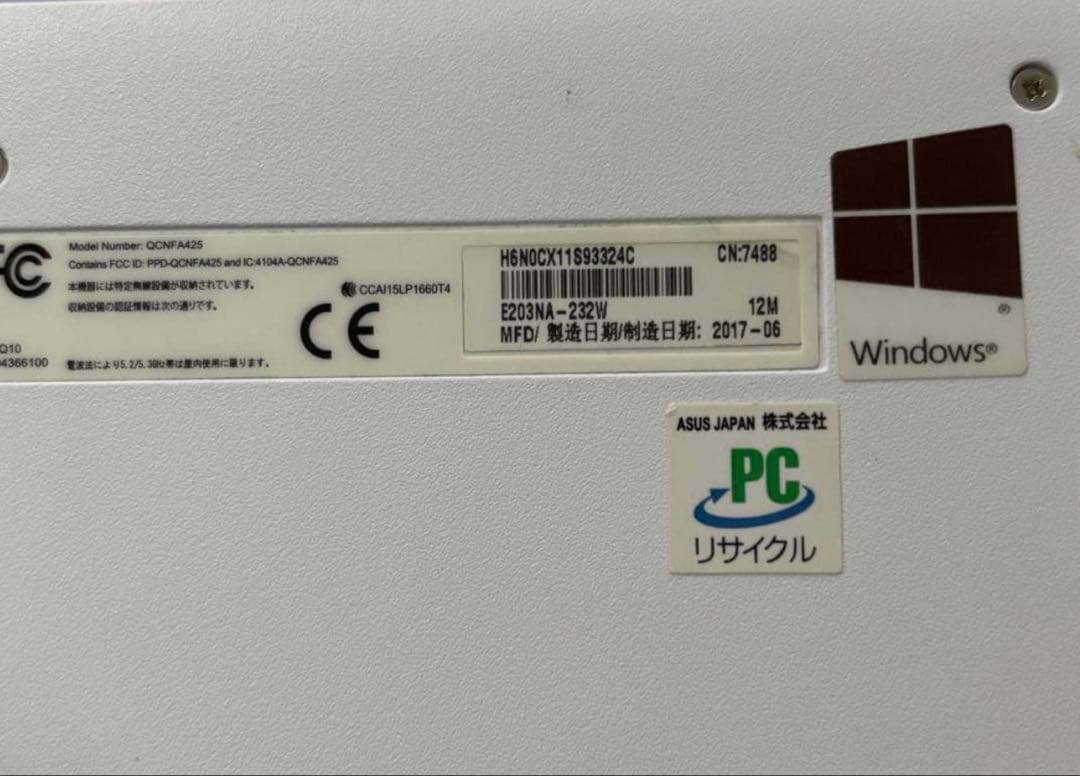 FC
Model Number: QCNFA425
Contains FCC ID: PPD-QCNFA425 and IC:4104A-QCNFA425
本機器には特定無線設備が収納されています。
収納設備の認証情報は次の通りです。
CCAI15LP1660T4
CE
Q10
04366100
電波法により5.2/5.3GHz帯は屋内使用に限ります。
H6N0CX11S93324C CN:7488
E203NA-232W 12M
MFD/ 製造日期/制造日期: 2017-06
Windows®
ASUS JAPAN 株式会社
PC
リサイクル